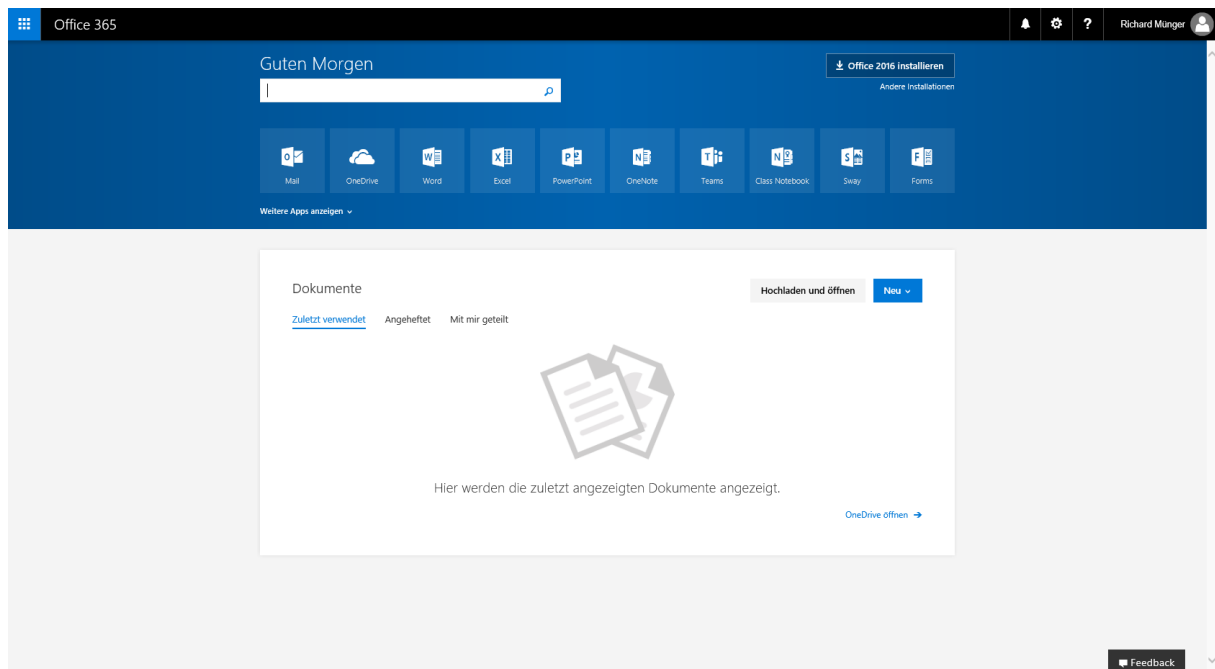 Office 365
? Richard Münger
Guten Morgen
Office 2016 installieren
Andere Installationen
Mail OneDrive Word Excel PowerPoint OneNote Teams Class Notebook Sway Forms
Weitere Apps anzeigen
Dokumente
Hochladen und öffnen Neu
Zuletzt verwendet Angeheftet Mit mir geteilt
Hier werden die zuletzt angezeigten Dokumente angezeigt.
OneDrive öffnen
Feedback